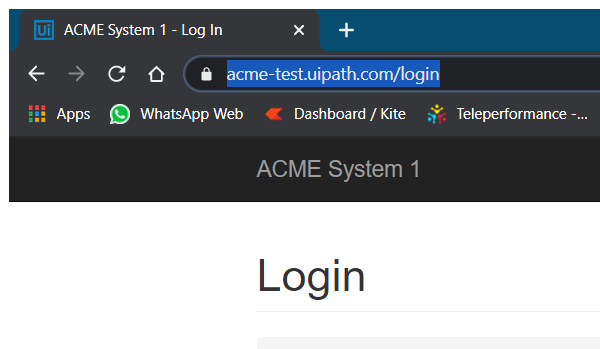 Ui ACME System 1 - Log In
acme-test.uipath.com/login
Apps WhatsApp Web Dashboard / Kite Teleperformance -...
ACME System 1
Login